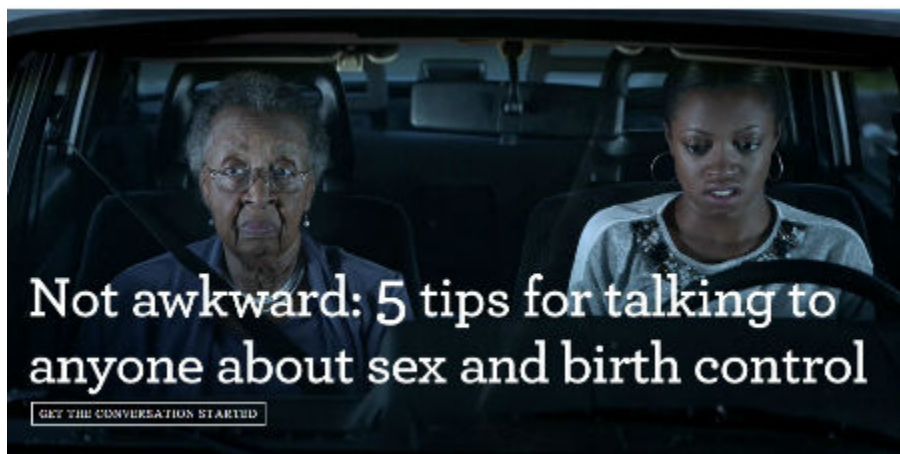 Not awkward: 5 tips for talking to
anyone about sex and birth control
GET THE CONVERSATION STARTED